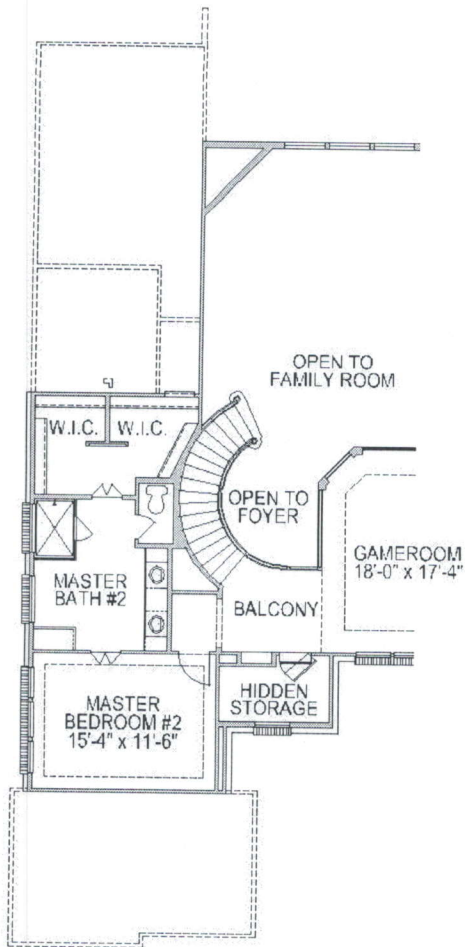 OPEN TO
FAMILY ROOM
W.I.C.
W.I.C.
OPEN TO
FOYER
GAMEROOM
18'-0" x 17'-4"
MASTER
BATH #2
BALCONY
HIDDEN
STORAGE
MASTER
BEDROOM #2
15'-4" x 11'-6"